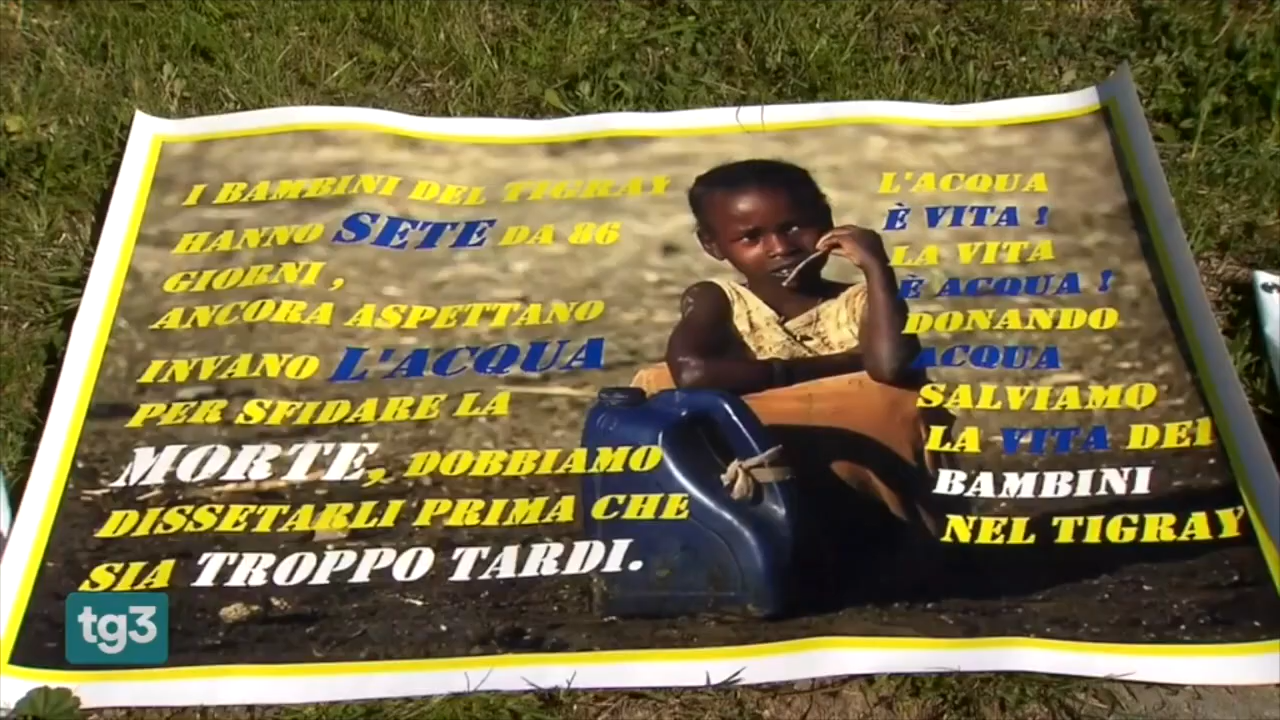 I BAMBINI DEL TIGRAY
HANNO SETE DA 86
GIORNI ,
ANCORA ASPETTANO
INVANO L'ACQUA
PER SFIDARE LA
MORTE, DOBBIAMO
DISSETARLI PRIMA CHE
SIA TROPPO TARDI.
L'ACQUA
È VITA !
LA VITA
È ACQUA !
DONANDO
ACQUA
SALVIAMO
LA VITA DEI
BAMBINI
NEL TIGRAY
tg3